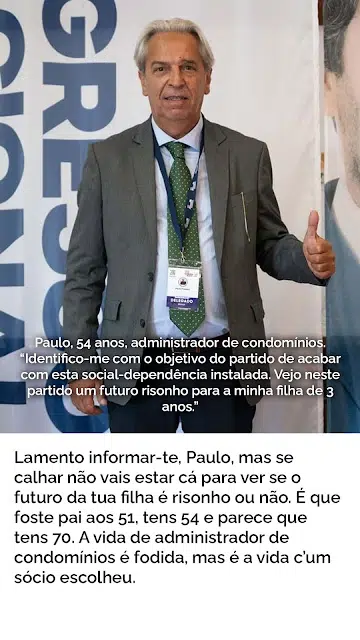 GRESSO
CIONAL
DELEGADO
Paulo, 54 anos, administrador de condomínios.
“Identifico-me com o objetivo do partido de acabar
com esta social-dependência instalada. Vejo neste
partido um futuro risonho para a minha filha de 3
anos.”
Lamento informar-te, Paulo, mas se
calhar não vais estar cá para ver se o
futuro da tua filha é risonho ou não. É que
foste pai aos 51, tens 54 e parece que
tens 70. A vida de administrador de
condomínios é fodida, mas é a vida c’um
sócio escolheu.